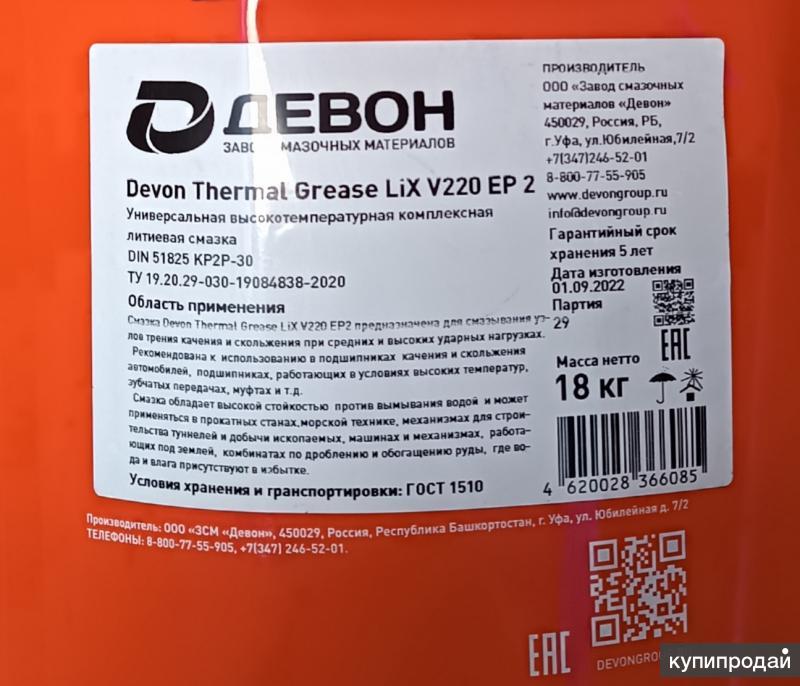 ДЕВОН
ЗАВО МАЗОЧНЫХ МАТЕРИАЛОВ
Devon Thermal Grease LiX V220 EP 2
Универсальная высокотемпературная комплексная
литиевая смазка
DIN 51825 KP2P-30
ТУ 19.20.29-030-19084838-2020
Область применения
Смазка Devon Thermal Grease LiX V220 EP2 предназначена для смазывания уз-
лов трения качения и скольжения при средних и высоких ударных нагрузках.
Рекомендована к использованию в подшипниках качения и скольжения
автомобилей, подшипниках, работающих в условиях высоких температур,
зубчатых передачах, муфтах и т.д.
Смазка обладает высокой стойкостью против вымывания водой и может
применяться в прокатных станах,морской технике, механизмах для строи-
тельства туннелей и добычи ископаемых, машинах и механизмах, работа-
ющих под землей, комбинатах по дроблению и обогащению руды, где во-
да и влага присутствуют в избытке.
Условия хранения и транспортировки: ГОСТ 1510
ПРОИЗВОДИТЕЛЬ
ООО «Завод смазочных
материалов «Девон»
450029, Россия, РБ,
г.Уфа, ул.Юбилейная,7/2
+7(347)246-52-01
8-800-77-55-905
www.devongroup.ru
info@devongroup.ru
Гарантийный срок
хранения 5 лет
Дата изготовления
01.09.2022
Партия
29
EAC
Масса нетто
18 кг
4 620028 366085
Производитель: ООО «ЗСМ «Девон», 450029, Россия, Республика Башкортостан, г. Уфа, ул. Юбилейная д. 7/2
ТЕЛЕФОНЫ: 8-800-77-55-905, +7(347) 246-52-01.
EAC
DEVONGROU
купипродай